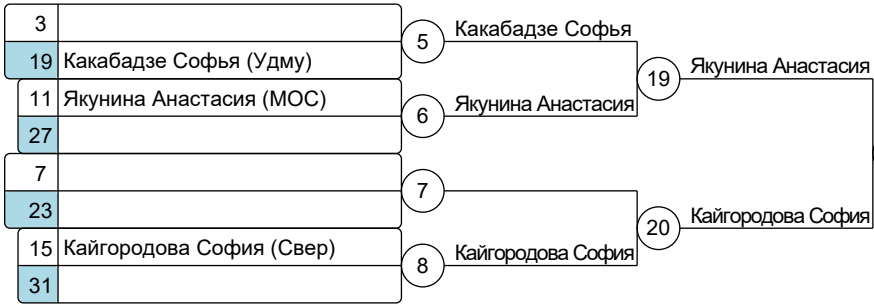 3
5
Какабадзе Софья
19 Какабадзе Софья (Удму)
19
Якунина Анастасия
11 Якунина Анастасия (МОС)
6
Якунина Анастасия
27
7
7
23
20
Кайгородова София
15 Кайгородова София (Свер)
8
Кайгородова София
31